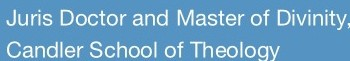 Juris Doctor and Master of Divinity,
Candler School of Theology